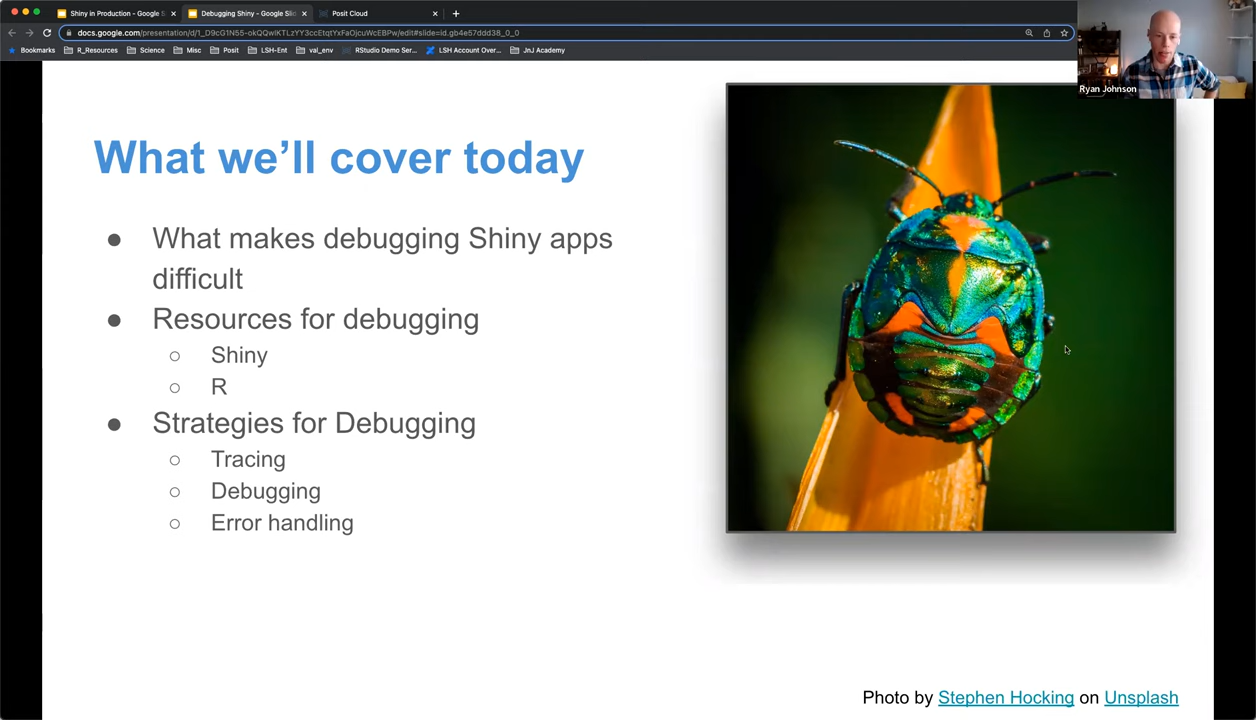 Shiny in Production - Google S
Debugging Shiny - Google Slid
Posit Cloud
docs.google.com/presentation/d/1_D9cG1N55-okQQwIKTLzYY3ccEtqtYxFaOjcuWcEBPw/edit#slide=id.gb4e57ddd38_0_0
Bookmarks
R_Resources
Science
Misc
Posit
LSH-Ent
vai_env
RStudio Demo Ser...
LSH Account Over...
JnJ Academy
Ryan Johnson
What we’ll cover today
● What makes debugging Shiny apps
difficult
● Resources for debugging
○ Shiny
○ R
● Strategies for Debugging
○ Tracing
○ Debugging
○ Error handling
Photo by Stephen Hocking on Unsplash